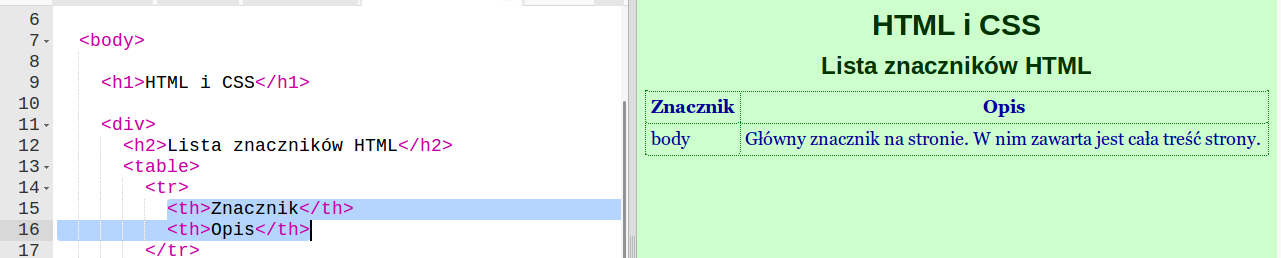 6
7 <body>
8
9 <h1>HTML i CSS</h1>
10
11 <div>
12 <h2>Lista znaczników HTML</h2>
13 <table>
14 <tr>
15 <th>Znacznik</th>
16 <th>Opis</th>
17 </tr>
HTML i CSS
Lista znaczników HTML
Znacznik Opis
body Główny znacznik na stronie. W nim zawarta jest cała treść strony.